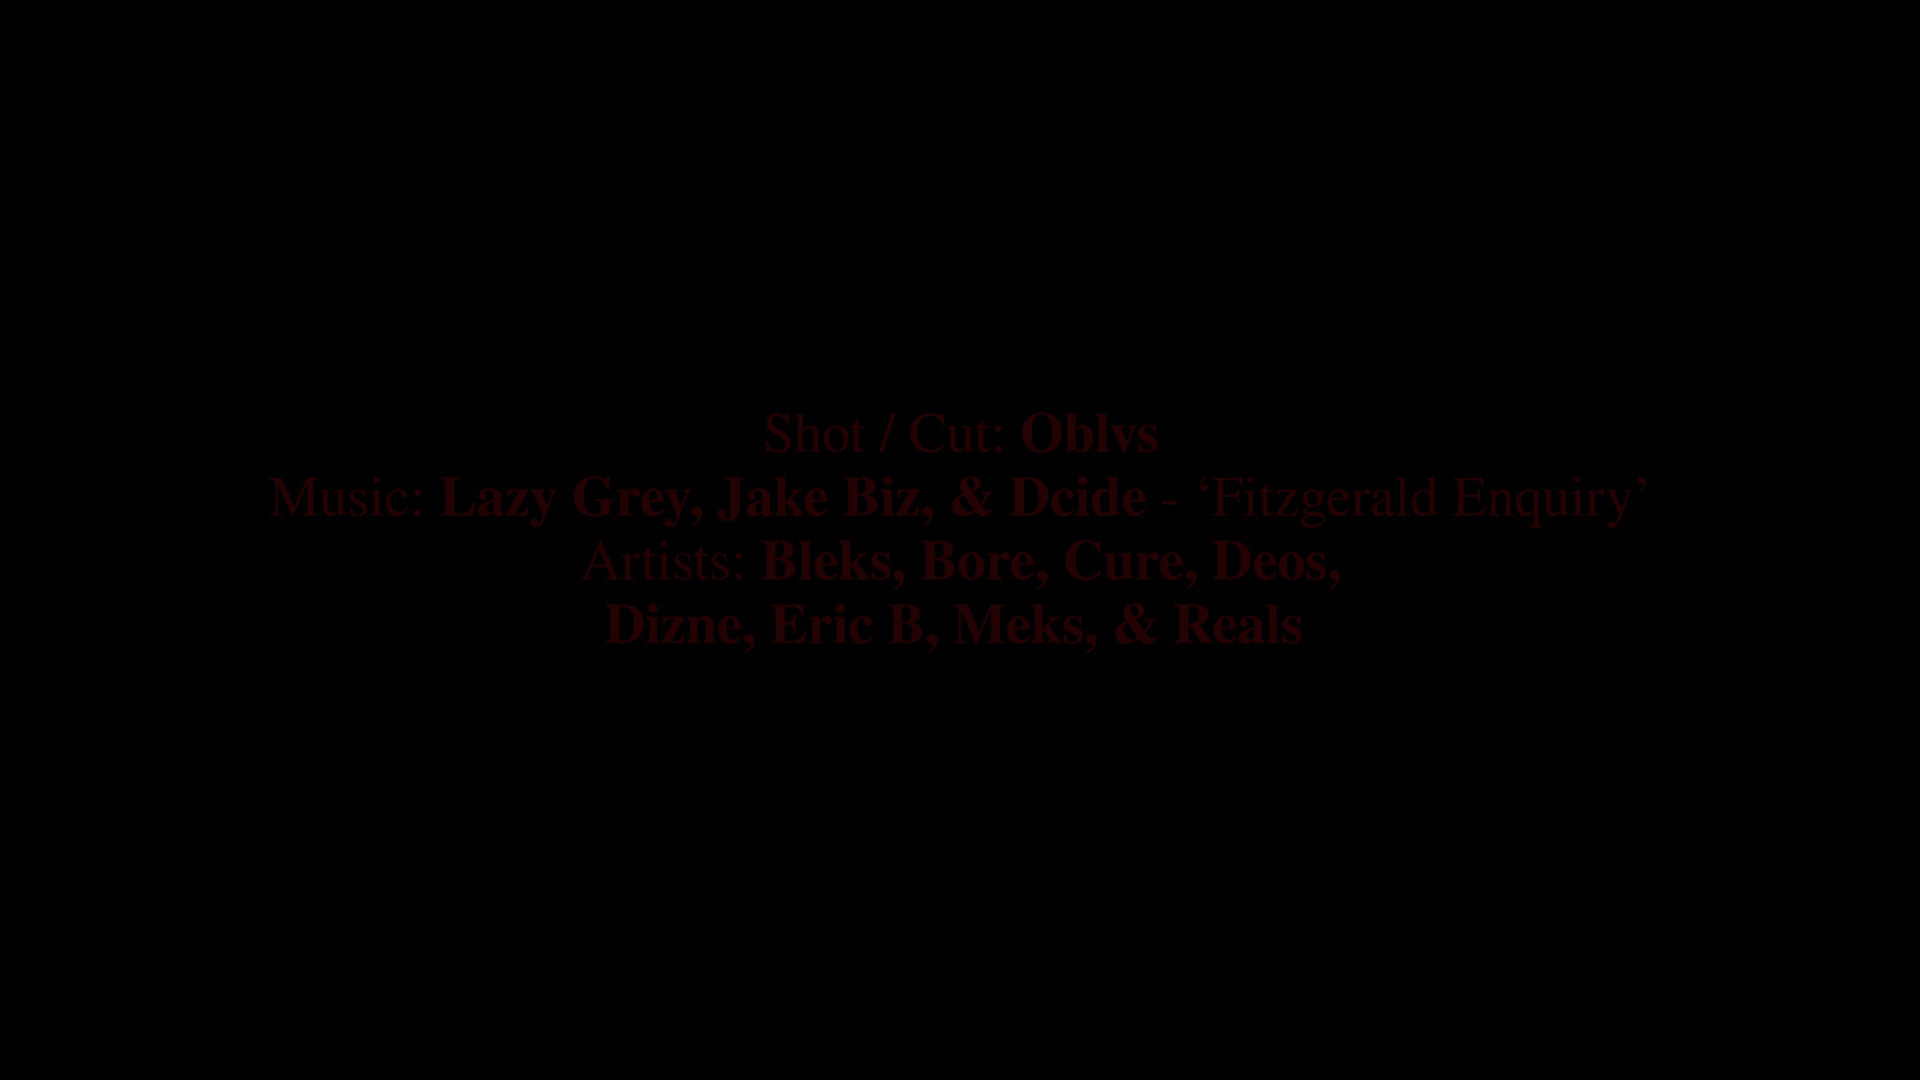 Shot / Cut: Oblvs
Music: Lazy Grey, Jake Biz, & Dcide - ‘Fitzgerald Enquiry’
Artists: Bleks, Bore, Cure, Deos,
Dizne, Eric B, Meks, & Reals